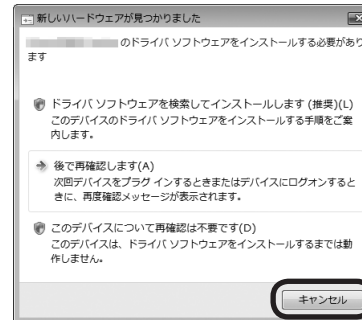 新しいハードウェアが見つかりました
のドライバ ソフトウェアをインストールする必要があり
ます
ドライバ ソフトウェアを検索してインストールします (推奨)(L)
このデバイスのドライバ ソフトウェアをインストールする手順をご案
内します。
後で再確認します(A)
次回デバイスをプラグ インするときまたはデバイスにログオンすると
きに、再度確認メッセージが表示されます。
このデバイスについて再確認は不要です(D)
このデバイスは、ドライバ ソフトウェアをインストールするまでは動
作しません。
キャンセル